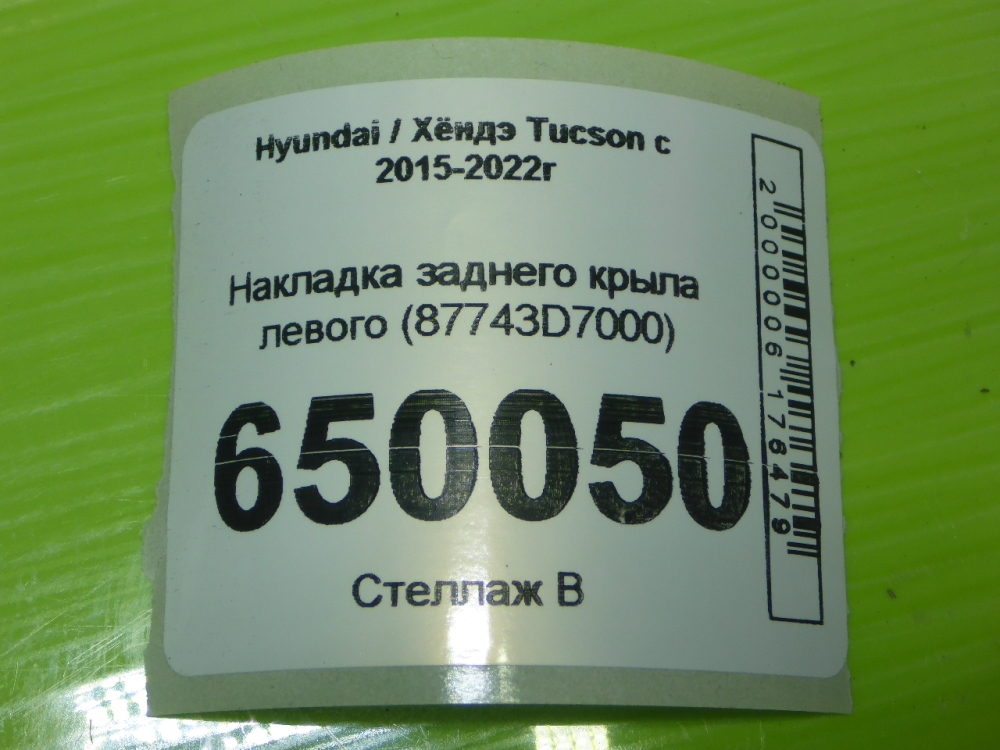 Hyundai / Хёндэ Tucson с
2015-2022г
Накладка заднего крыла
левого (87743D7000)
650050
Стеллаж В
2000006176479